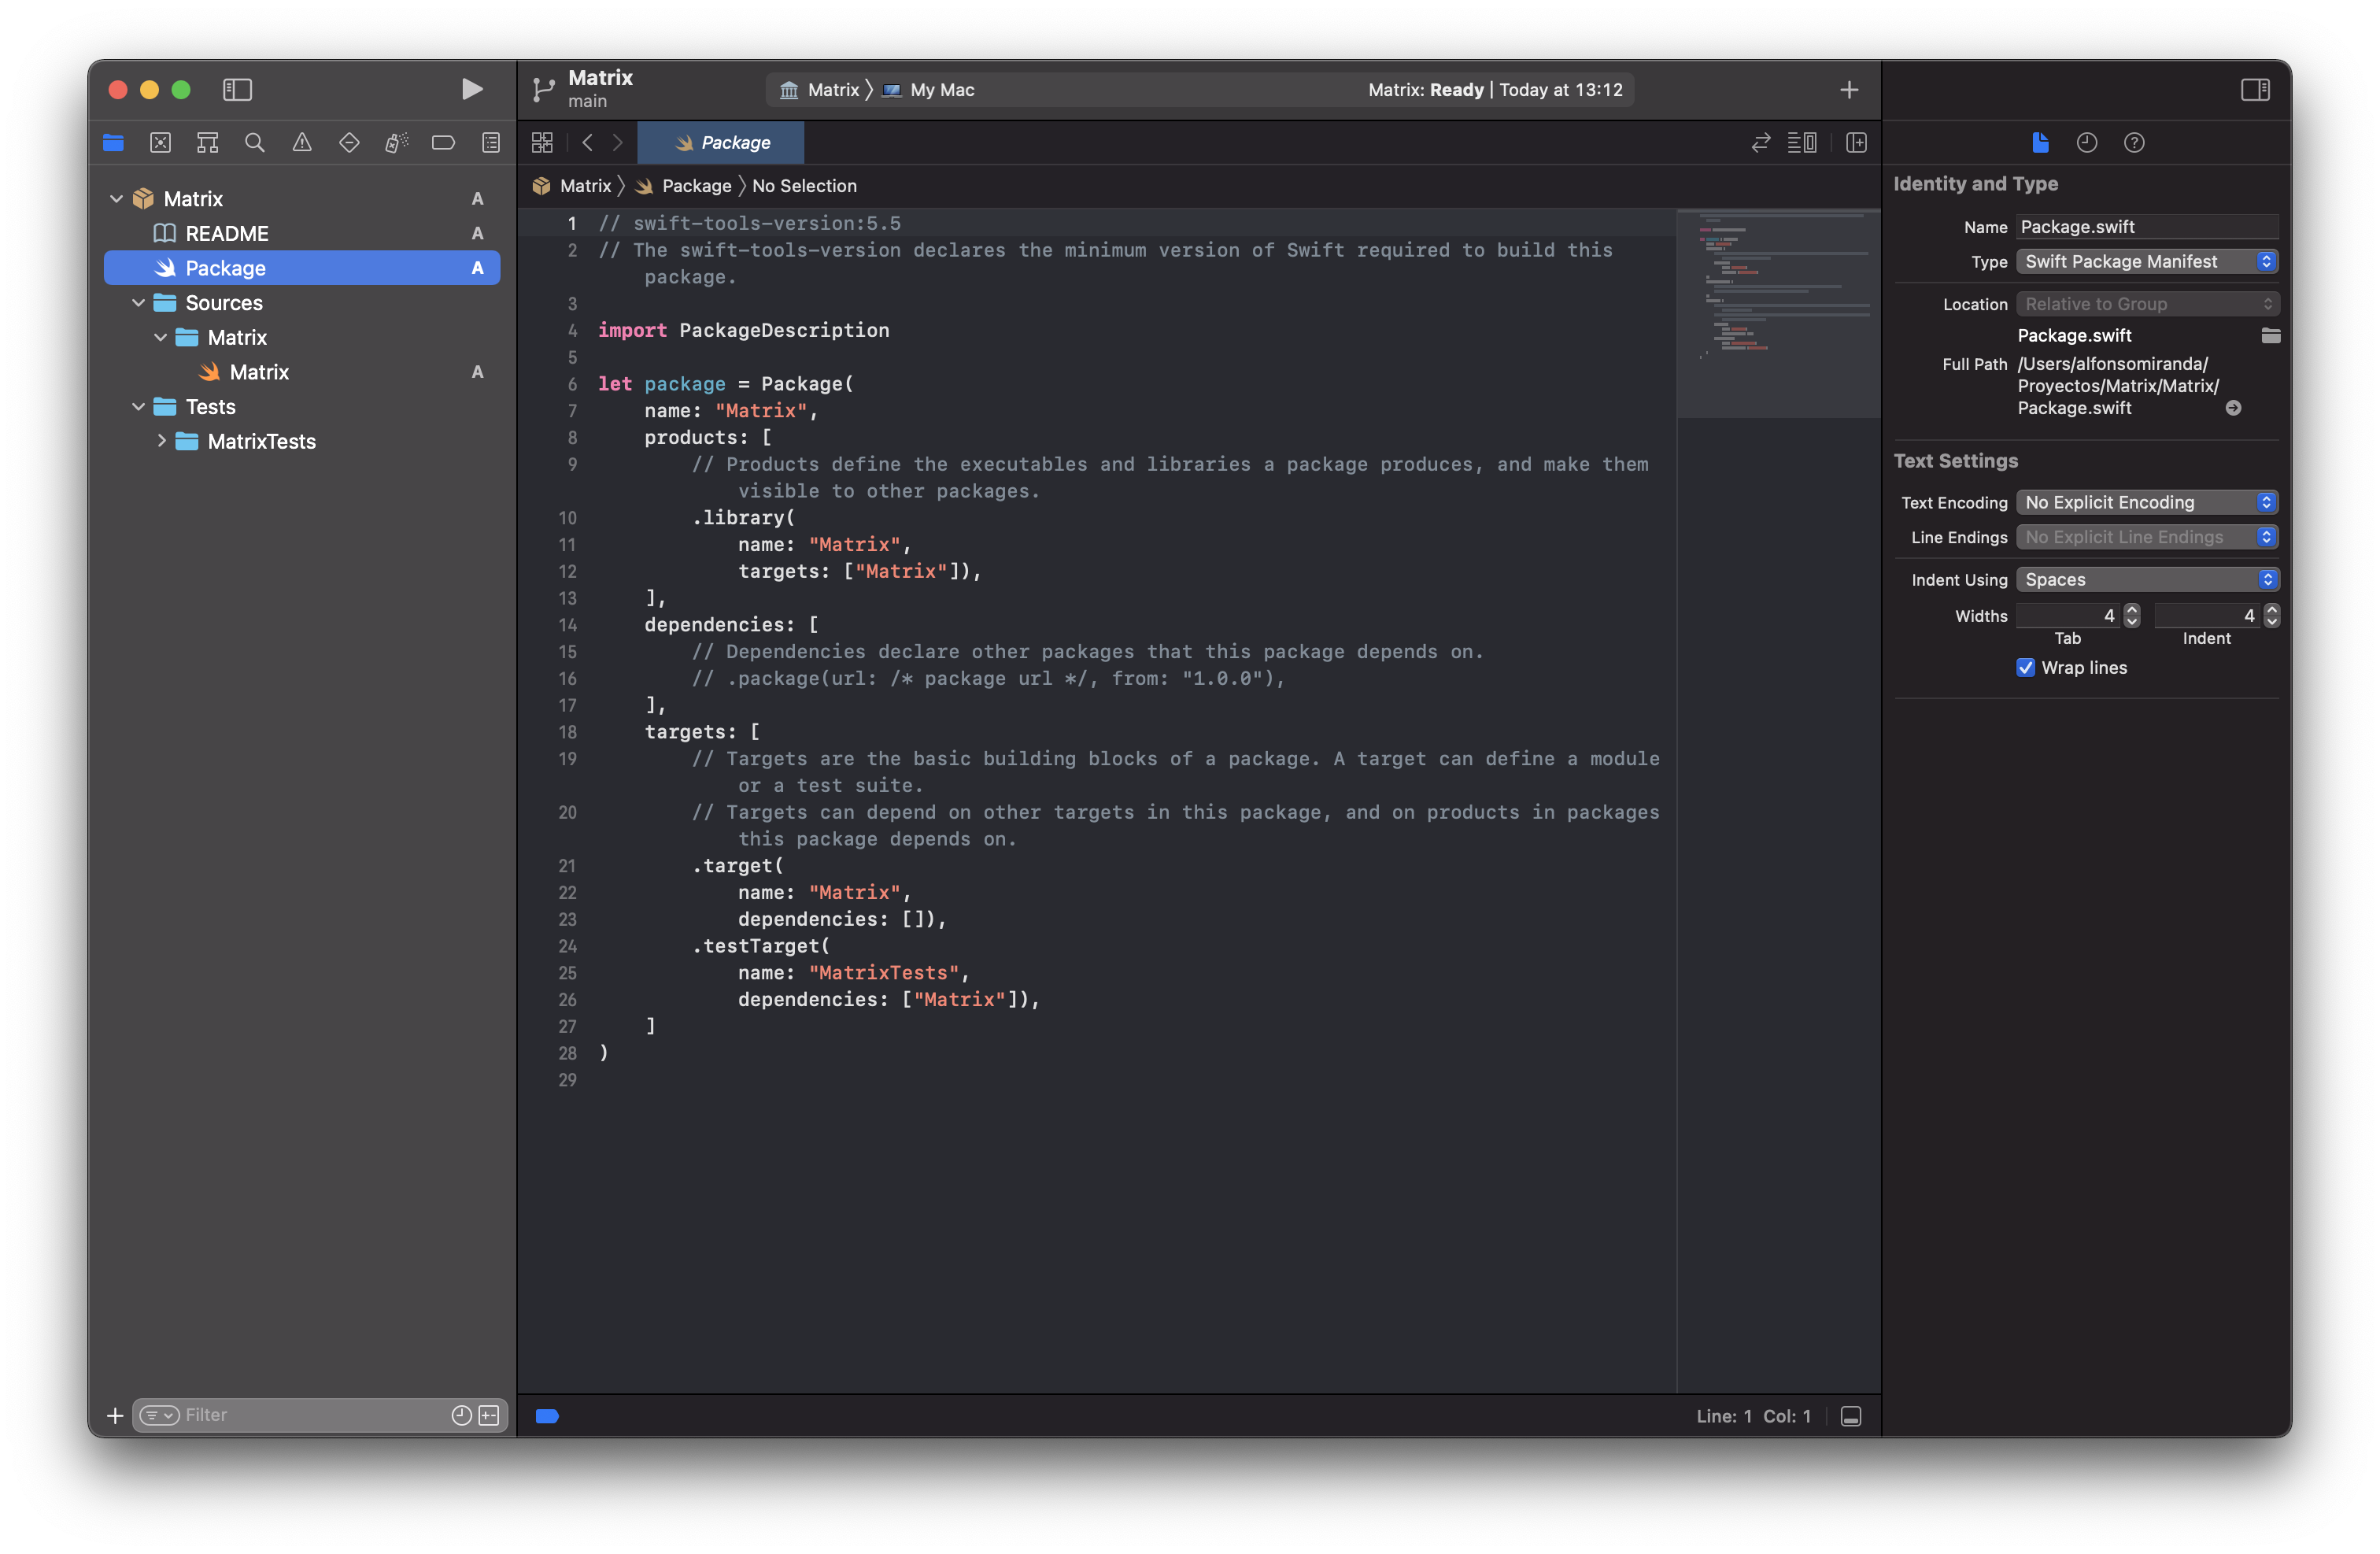 Matrix
main
Matrix 〉 My Mac
Matrix: Ready | Today at 13:12
Matrix A
README A
Package A
Sources
Matrix
Matrix A
Tests
MatrixTests
Filter
Package
Matrix 〉 Package 〉 No Selection
1 // swift-tools-version:5.5
2 // The swift-tools-version declares the minimum version of Swift required to build this
package.
3
4 import PackageDescription
5
6 let package = Package(
7 name: "Matrix",
8 products: [
9 // Products define the executables and libraries a package produces, and make them
visible to other packages.
10 .library(
11 name: "Matrix",
12 targets: ["Matrix"]),
13 ],
14 dependencies: [
15 // Dependencies declare other packages that this package depends on.
16 // .package(url: /* package url */, from: "1.0.0"),
17 ],
18 targets: [
19 // Targets are the basic building blocks of a package. A target can define a module
or a test suite.
20 // Targets can depend on other targets in this package, and on products in packages
this package depends on.
21 .target(
22 name: "Matrix",
23 dependencies: []),
24 .testTarget(
25 name: "MatrixTests",
26 dependencies: ["Matrix"]),
27 ]
28 )
29
Line: 1 Col: 1
Identity and Type
Name Package.swift
Type Swift Package Manifest
Location Relative to Group
Package.swift
Full Path /Users/alfonsomiranda/
Proyectos/Matrix/Matrix/
Package.swift
Text Settings
Text Encoding No Explicit Encoding
Line Endings No Explicit Line Endings
Indent Using Spaces
Widths 4 4
Tab Indent
Wrap lines